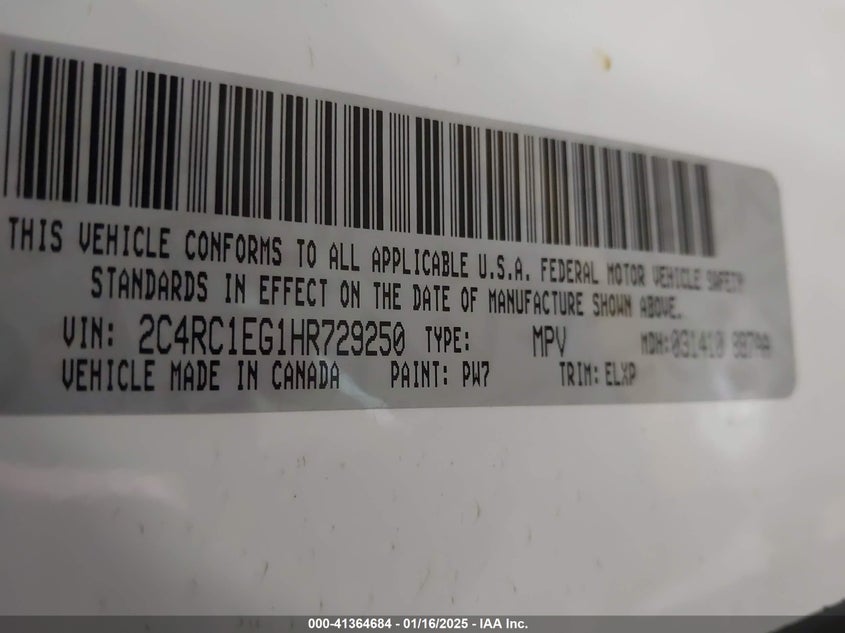 THIS VEHICLE CONFORMS TO ALL APPLICABLE U.S.A. FEDERAL MOTOR VEHICLE SAFETY
STANDARDS IN EFFECT ON THE DATE OF MANUFACTURE SHOWN ABOVE.
VIN: 2C4RC1EG1HR729250 TYPE: MPV MDH:031410
VEHICLE MADE IN CANADA PAINT: PW7 TRIM: ELXP
000-41364684 - 01/16/2025 - IAA Inc.